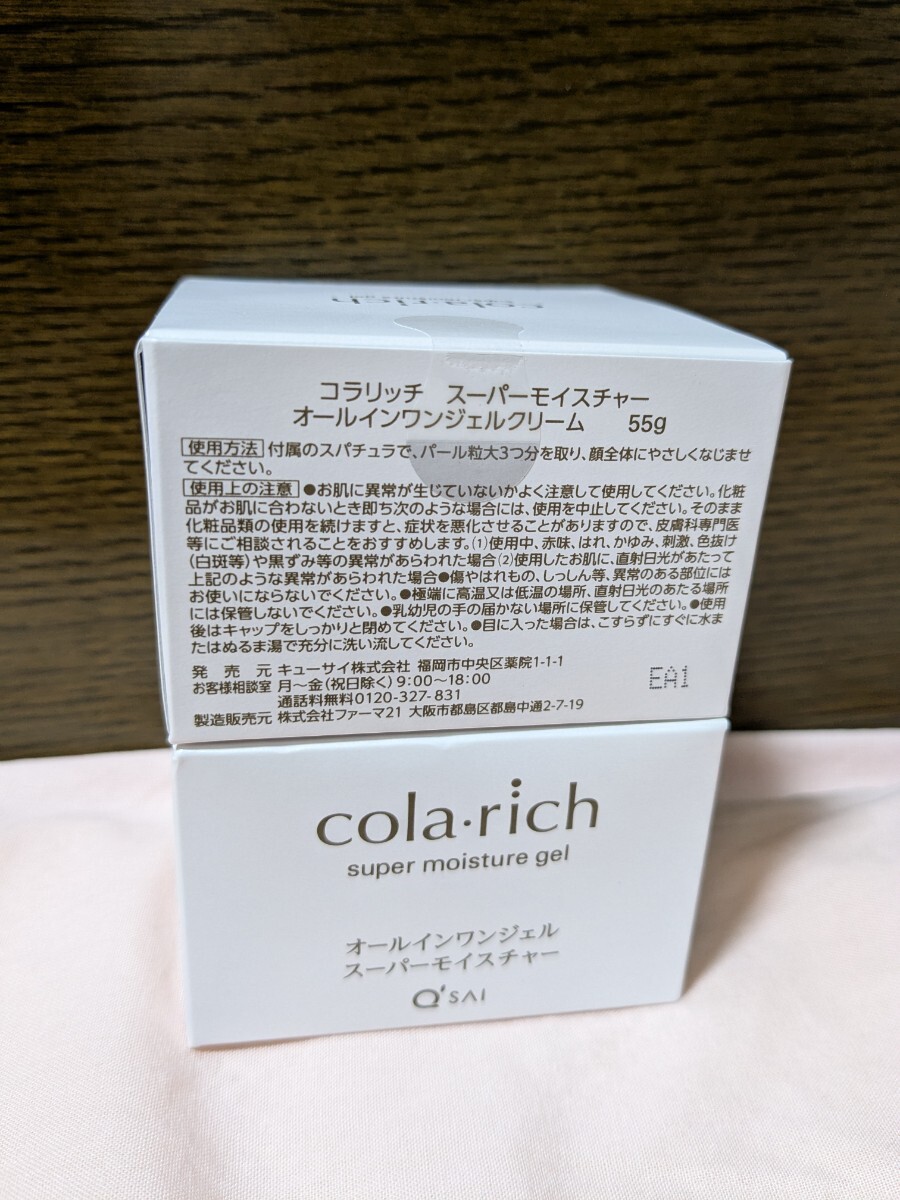 cola·rich
コラリッチ スーパーモイスチャー
オールインワンジェルクリーム 55g
使用方法 付属のスパチュラで、パール粒大3つ分を取り、顔全体にやさしくなじませ
てください。
使用上の注意 ●お肌に異常が生じていないかよく注意して使用してください。化粧
品がお肌に合わないとき即ち次のような場合には、使用を中止してください。そのまま
化粧品類の使用を続けますと、症状を悪化させることがありますので、皮膚科専門医
等にご相談されることをおすすめします。(1)使用中、赤味、はれ、かゆみ、刺激、色抜け
(白斑等)や黒ずみ等の異常があらわれた場合(2)使用したお肌に、直射日光があたって
上記のような異常があらわれた場合●傷やはれもの、しっしん等、異常のある部位には
お使いにならないでください。●極端に高温又は低温の場所、直射日光のあたる場所
には保管しないでください。●乳幼児の手の届かない場所に保管してください。●使用
後はキャップをしっかりと閉めてください。●目に入った場合は、こすらずにすぐに水ま
たはぬるま湯で充分に洗い流してください。
発売元 キューサイ株式会社 福岡市中央区薬院1-1-1
お客様相談室 月～金(祝日除く)9:00～18:00
通話料無料0120-327-831
製造販売元 株式会社ファーマ21 大阪市都島区都島中通2-7-19
EA1
cola·rich
super moisture gel
オールインワンジェル
スーパーモイスチャー
Q'SAI